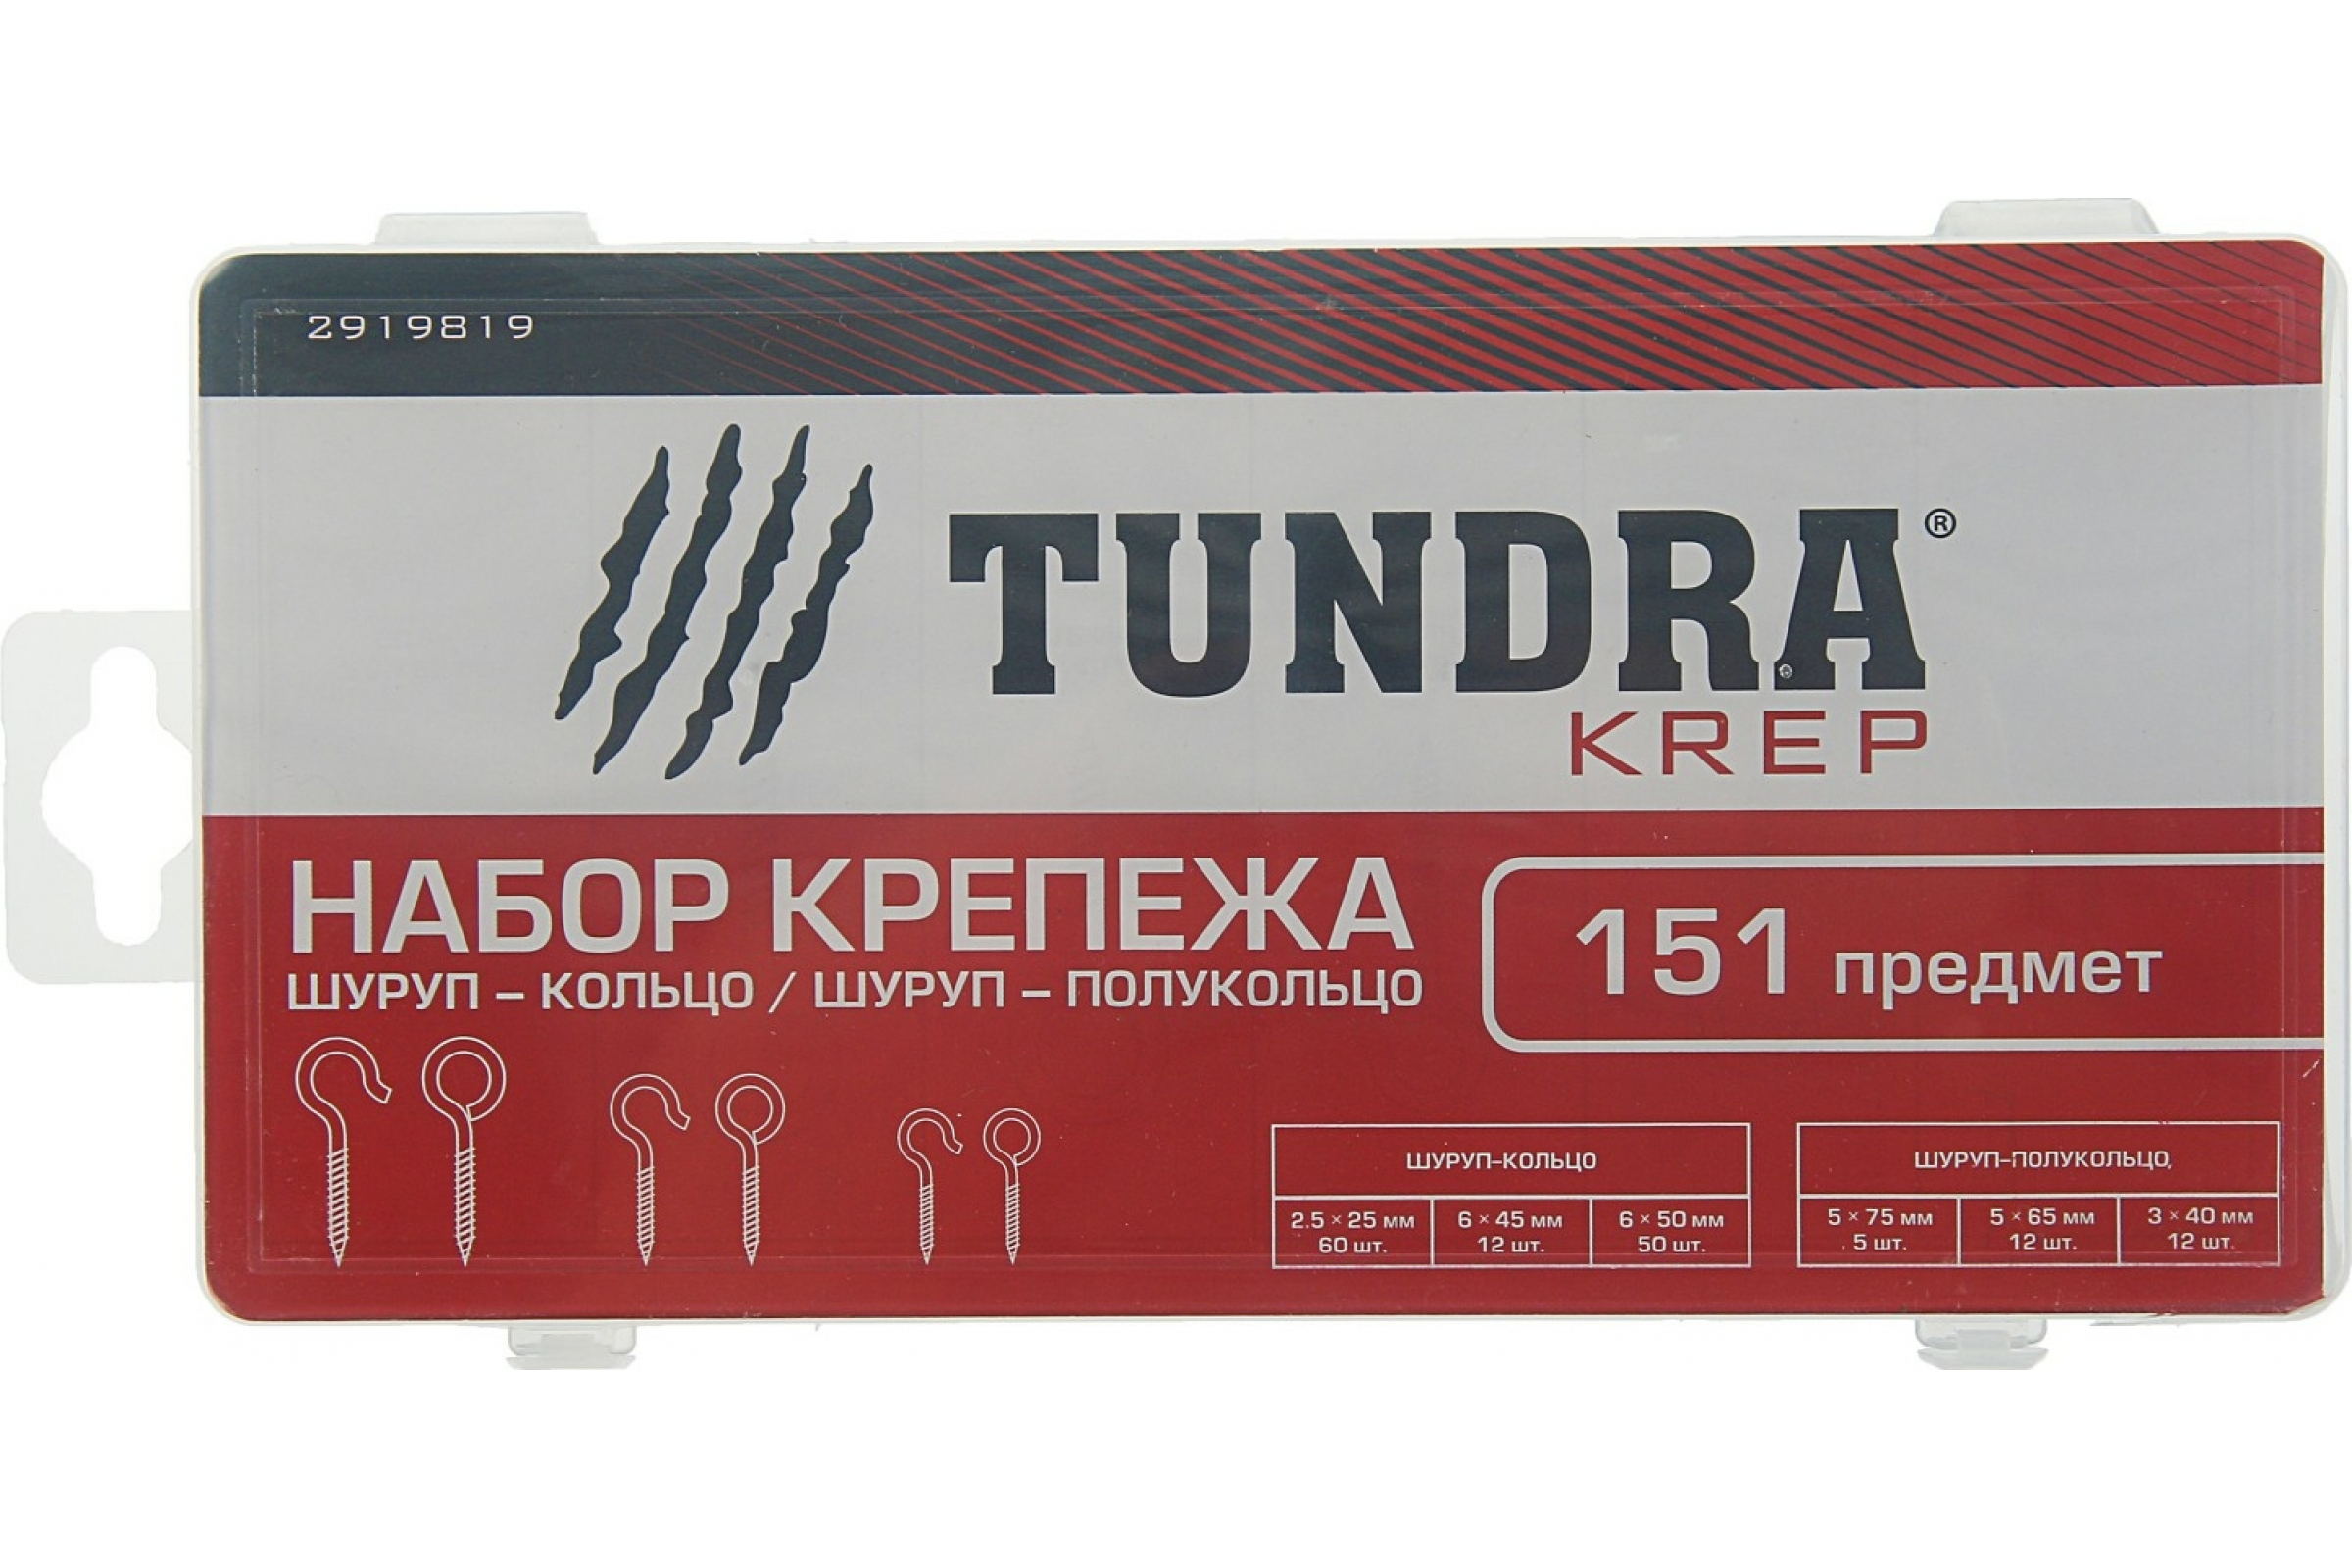 2919819
TUNDRA®
KREP
НАБОР КРЕПЕЖА
ШУРУП – КОЛЬЦО / ШУРУП – ПОЛУКОЛЬЦО
151 предмет
ШУРУП-КОЛЬЦО
2.5 × 25 мм 6 × 45 мм 6 × 50 мм
60 шт. 12 шт. 50 шт.
ШУРУП-ПОЛУКОЛЬЦО
5 × 75 мм 5 × 65 мм 3 × 40 мм
5 шт. 12 шт. 12 шт.